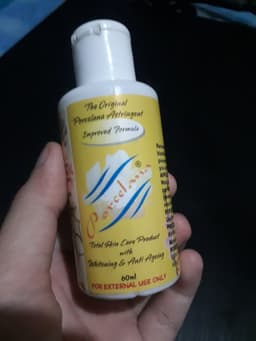 The Original
Porcelana Astringent
Improved Formula
Porcelana®
Total Skin Care Product
with
Whitening & Anti Ageing
60ml
FOR EXTERNAL USE ONLY